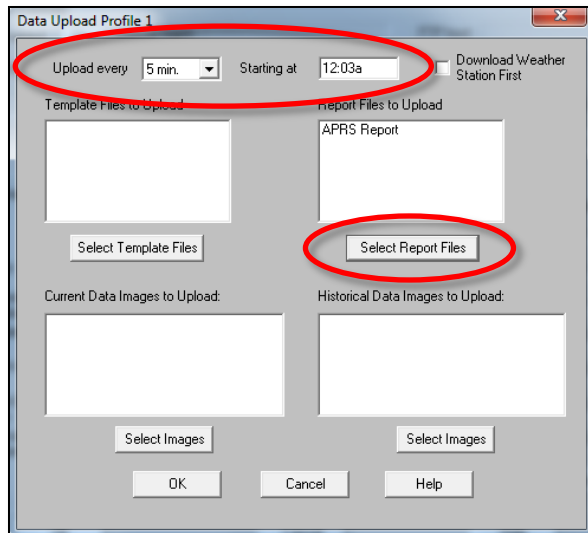 Data Upload Profile 1
Upload every 5 min. Starting at 12:03a Download Weather
Station First
Template Files to Upload Report Files to Upload
APRS Report
Select Template Files Select Report Files
Current Data Images to Upload: Historical Data Images to Upload:
Select Images Select Images
OK Cancel Help